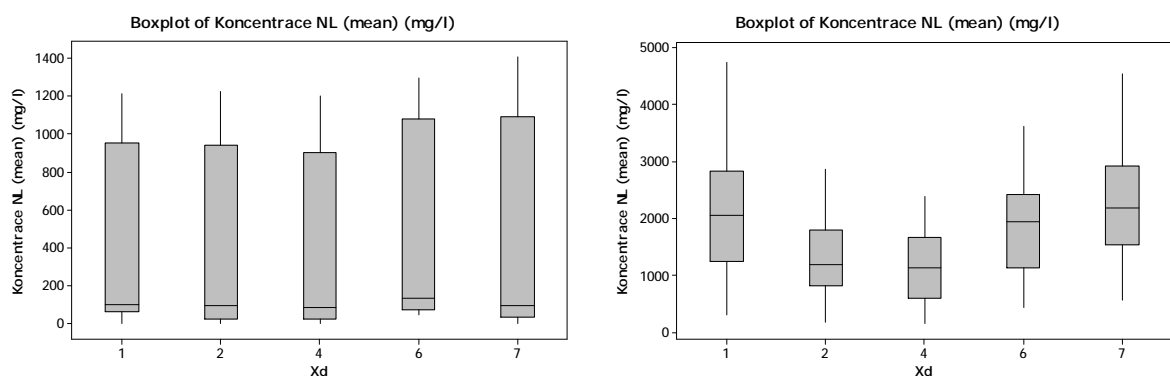 Boxplot of Koncentrace NL (mean) (mg/l)
Koncentrace NL (mean) (mg/l)
1400
1200
1000
800
600
400
200
0
1 2 4 6 7
Xd
Boxplot of Koncentrace NL (mean) (mg/l)
Koncentrace NL (mean) (mg/l)
5000
4000
3000
2000
1000
0
1 2 4 6 7
Xd